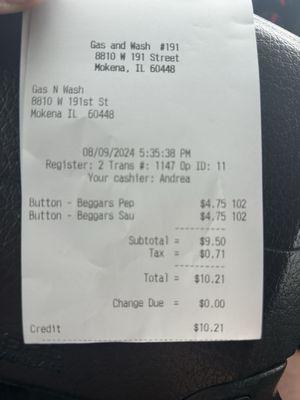 Gas and Wash #191
8810 W 191 Street
Mokena, IL 60448
Gas N Wash
8810 W 191st St
Mokena IL 60448
08/09/2024 5:35:38 PM
Register: 2 Trans #: 1147 Op ID: 11
Your cashier: Andrea
Button - Beggars Pep $4.75 102
Button - Beggars Sau $4.75 102
Subtotal = $9.50
Tax = $0.71
Total = $10.21
Change Due = $0.00
Credit $10.21